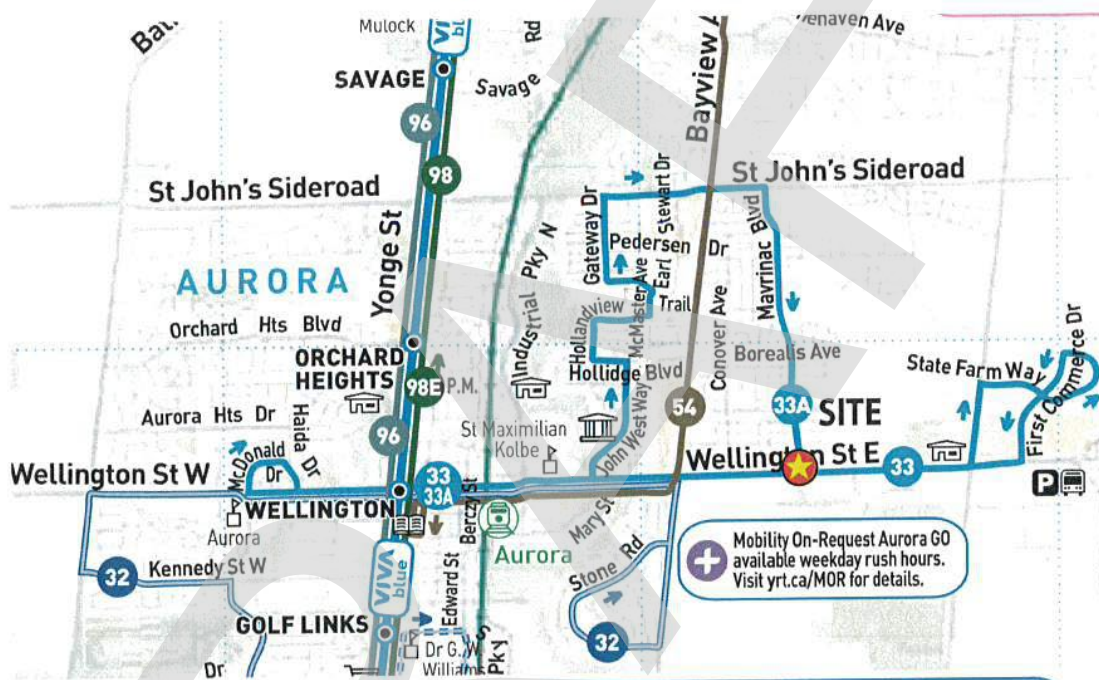 Mulock
VIVA
blue
Rd
Bayview
SAVAGE
Savage
96
98
St John's Sideroad
St John's Sideroad
Yonge St
AURORA
Industrial Pky N
Gateway Dr
Stewart Dr
Earl
Pedersen Dr
McMaster Ave
Mavrinac Blvd
Hollandview Trail
Conover Ave
Orchard Hts Blvd
ORCHARD
HEIGHTS
98E
P.M.
Hollidge Blvd
Borealis Ave
First Commerce Dr
State Farm Way
Aurora Hts Dr
Haida Dr
96
54
33A
SITE
St Maximilian
Kolbe
John West Way
McDonald
Dr
Wellington St W
Wellington St E
33
33
33A
WELLINGTON
Berczy St
P
Aurora
Aurora
Mary St
32
Kennedy St W
VIVA
blue
Edward St
Stone Rd
Mobility On-Request Aurora GO
available weekday rush hours.
Visit yrt.ca/MOR for details.
GOLF LINKS
32
Dr G.W
Williams
Pky S
Dr